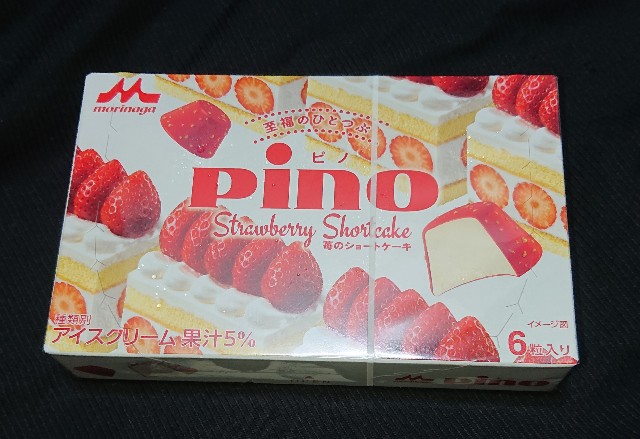 morinaga
至福のひとつぶ
ピノ
pino
Strawberry Shortcake
苺のショートケーキ
種類別
アイスクリーム 果汁5%
イメージ図
6粒入り
morinaga
pino